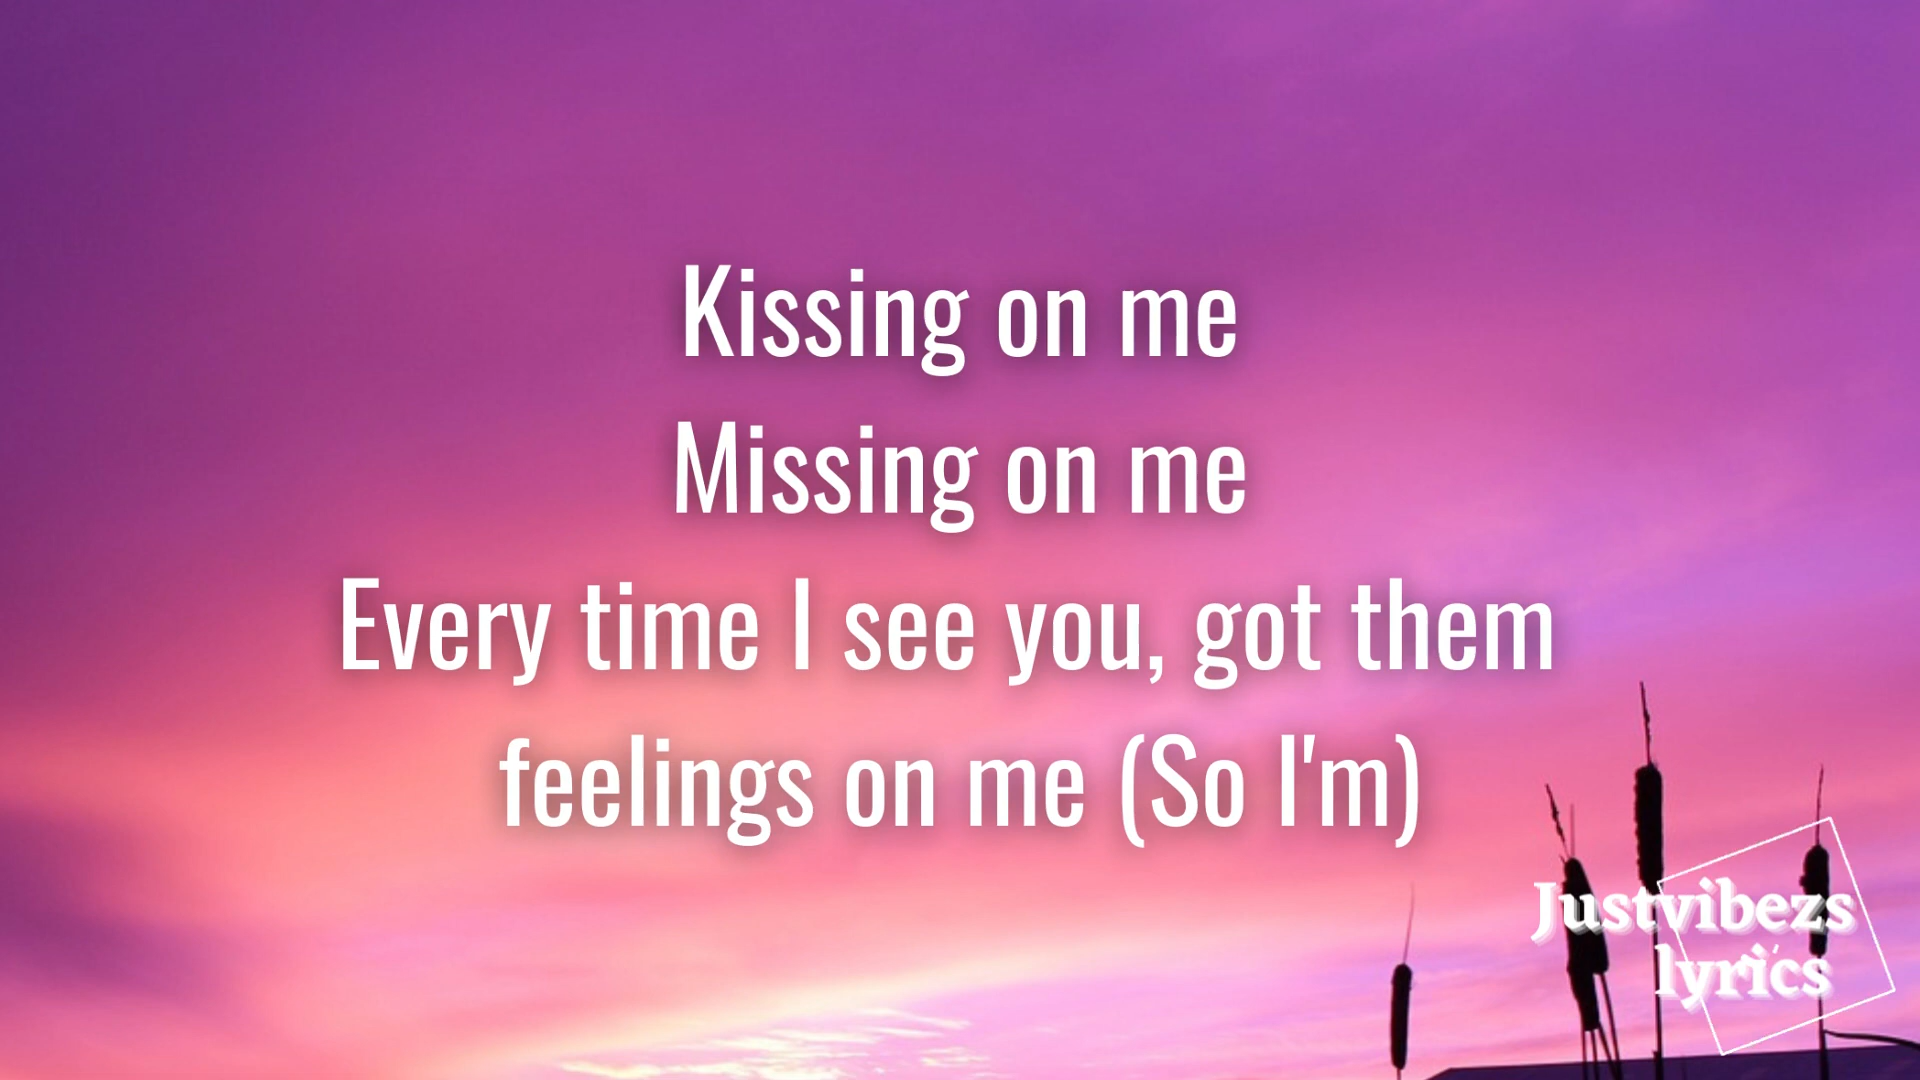 Kissing on me
Missing on me
Every time I see you, got them
feelings on me (So I'm)
Justvibezs
lyrics